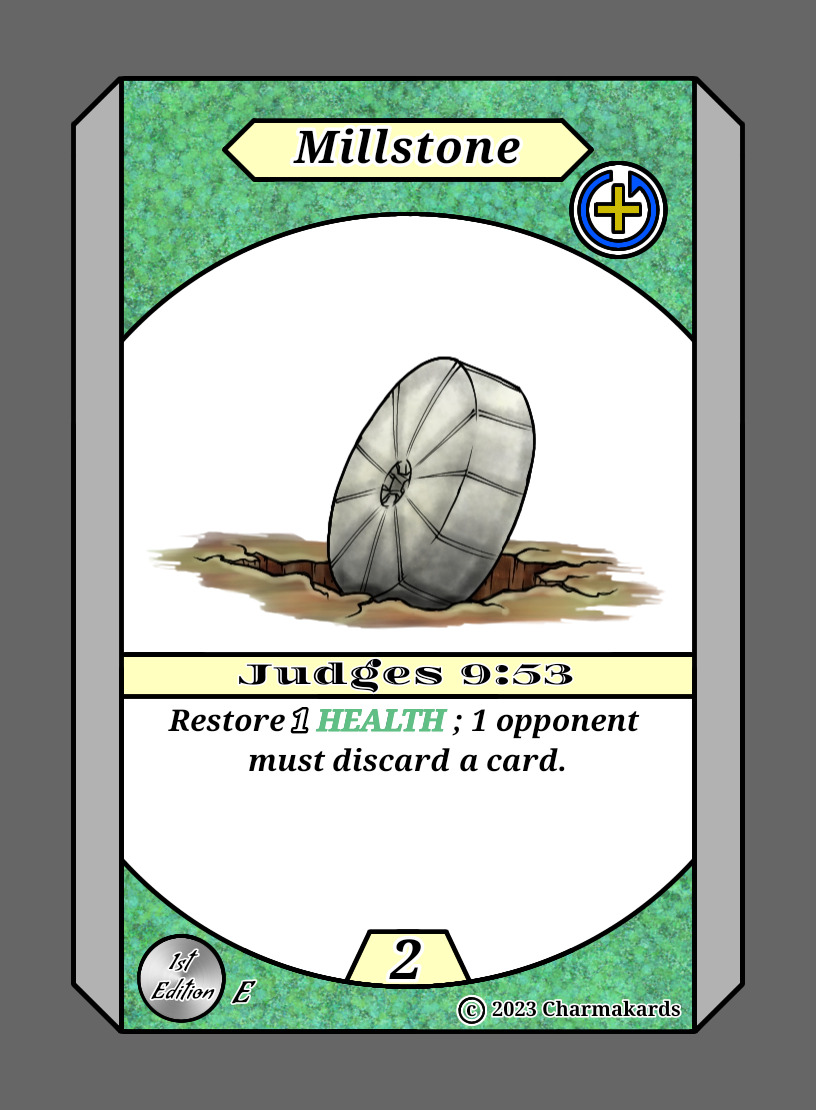 Millstone
Judges 9:53
Restore 1 HEALTH ; 1 opponent
must discard a card.
2
1st
Edition
E
© 2023 Charmakards